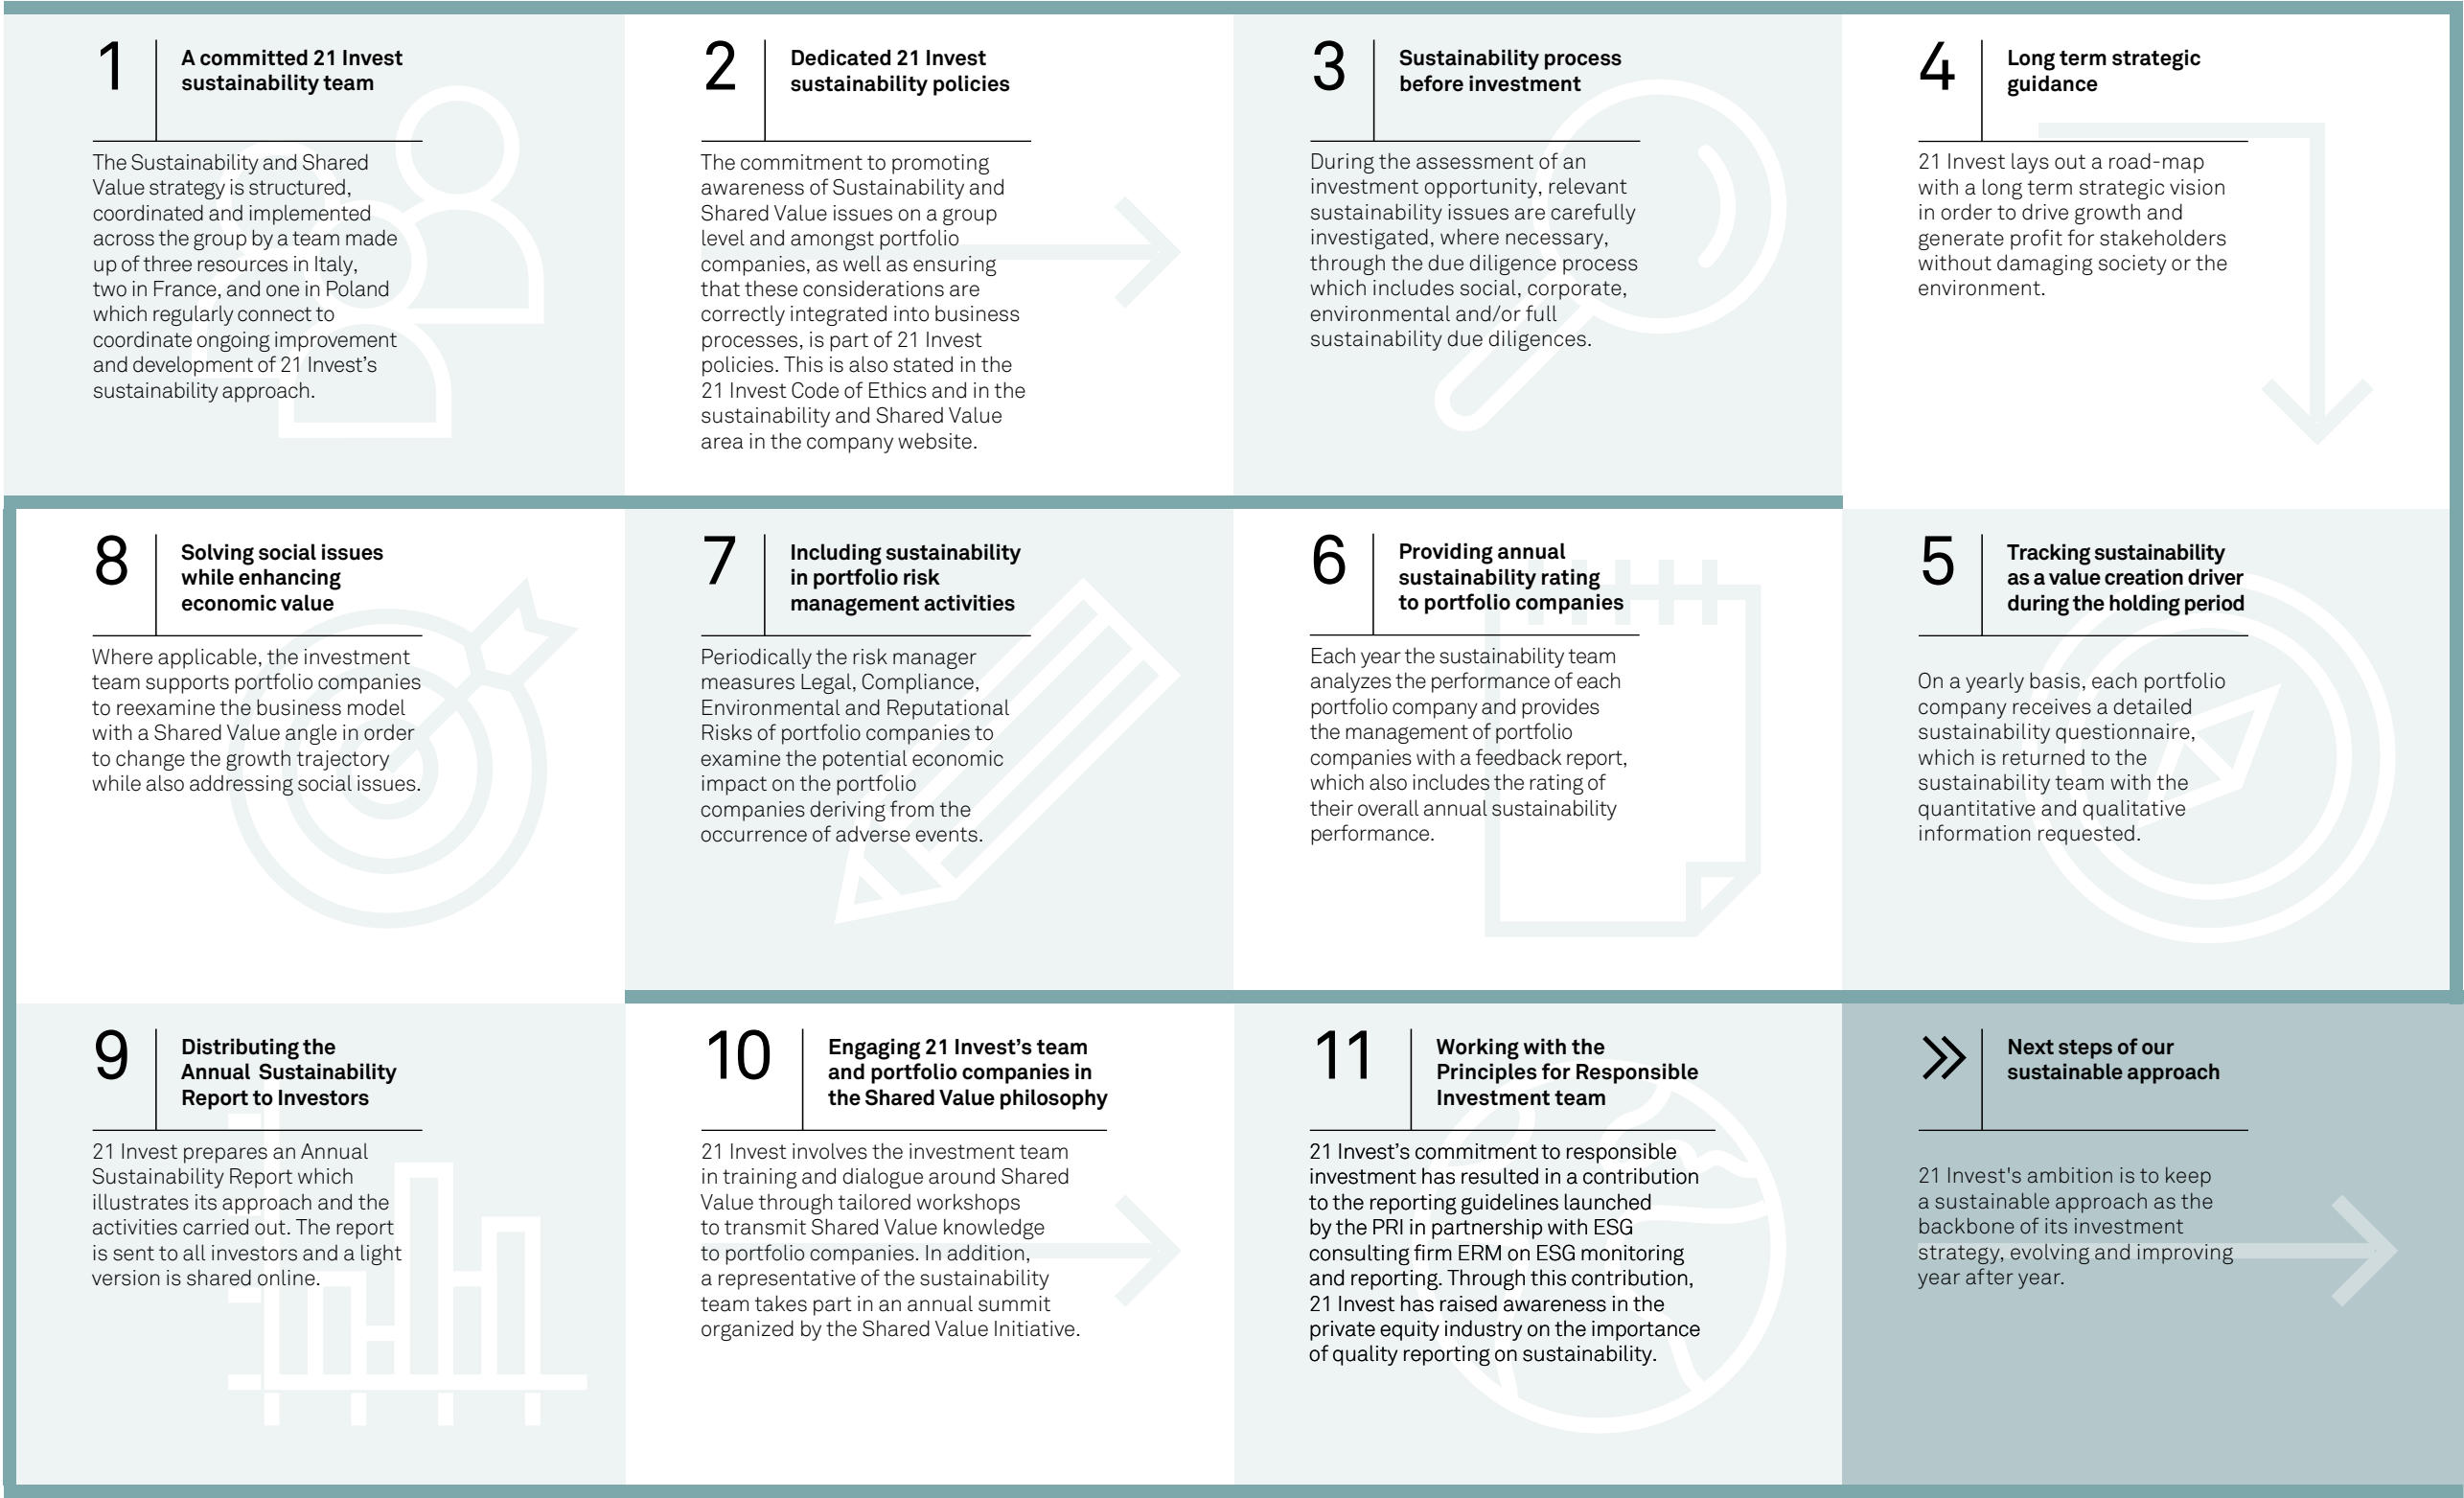 1
A committed 21 Invest
sustainability team
The Sustainability and Shared
Value strategy is structured,
coordinated and implemented
across the group by a team made
up of three resources in Italy,
two in France, and one in Poland
which regularly connect to
coordinate ongoing improvement
and development of 21 Invest’s
sustainability approach.
2
Dedicated 21 Invest
sustainability policies
The commitment to promoting
awareness of Sustainability and
Shared Value issues on a group
level and amongst portfolio
companies, as well as ensuring
that these considerations are
correctly integrated into business
processes, is part of 21 Invest
policies. This is also stated in the
21 Invest Code of Ethics and in the
sustainability and Shared Value
area in the company website.
3
Sustainability process
before investment
During the assessment of an
investment opportunity, relevant
sustainability issues are carefully
investigated, where necessary,
through the due diligence process
which includes social, corporate,
environmental and/or full
sustainability due diligences.
4
Long term strategic
guidance
21 Invest lays out a road-map
with a long term strategic vision
in order to drive growth and
generate profit for stakeholders
without damaging society or the
environment.
5
Tracking sustainability
as a value creation driver
during the holding period
On a yearly basis, each portfolio
company receives a detailed
sustainability questionnaire,
which is returned to the
sustainability team with the
quantitative and qualitative
information requested.
6
Providing annual
sustainability rating
to portfolio companies
Each year the sustainability team
analyzes the performance of each
portfolio company and provides
the management of portfolio
companies with a feedback report,
which also includes the rating of
their overall annual sustainability
performance.
7
Including sustainability
in portfolio risk
management activities
Periodically the risk manager
measures Legal, Compliance,
Environmental and Reputational
Risks of portfolio companies to
examine the potential economic
impact on the portfolio
companies deriving from the
occurrence of adverse events.
8
Solving social issues
while enhancing
economic value
Where applicable, the investment
team supports portfolio companies
to reexamine the business model
with a Shared Value angle in order
to change the growth trajectory
while also addressing social issues.
9
Distributing the
Annual Sustainability
Report to Investors
21 Invest prepares an Annual
Sustainability Report which
illustrates its approach and the
activities carried out. The report
is sent to all investors and a light
version is shared online.
10
Engaging 21 Invest’s team
and portfolio companies in
the Shared Value philosophy
21 Invest involves the investment team
in training and dialogue around Shared
Value through tailored workshops
to transmit Shared Value knowledge
to portfolio companies. In addition,
a representative of the sustainability
team takes part in an annual summit
organized by the Shared Value Initiative.
11
Working with the
Principles for Responsible
Investment team
21 Invest’s commitment to responsible
investment has resulted in a contribution
to the reporting guidelines launched
by the PRI in partnership with ESG
consulting firm ERM on ESG monitoring
and reporting. Through this contribution,
21 Invest has raised awareness in the
private equity industry on the importance
of quality reporting on sustainability.
»
Next steps of our
sustainable approach
21 Invest's ambition is to keep
a sustainable approach as the
backbone of its investment
strategy, evolving and improving
year after year.